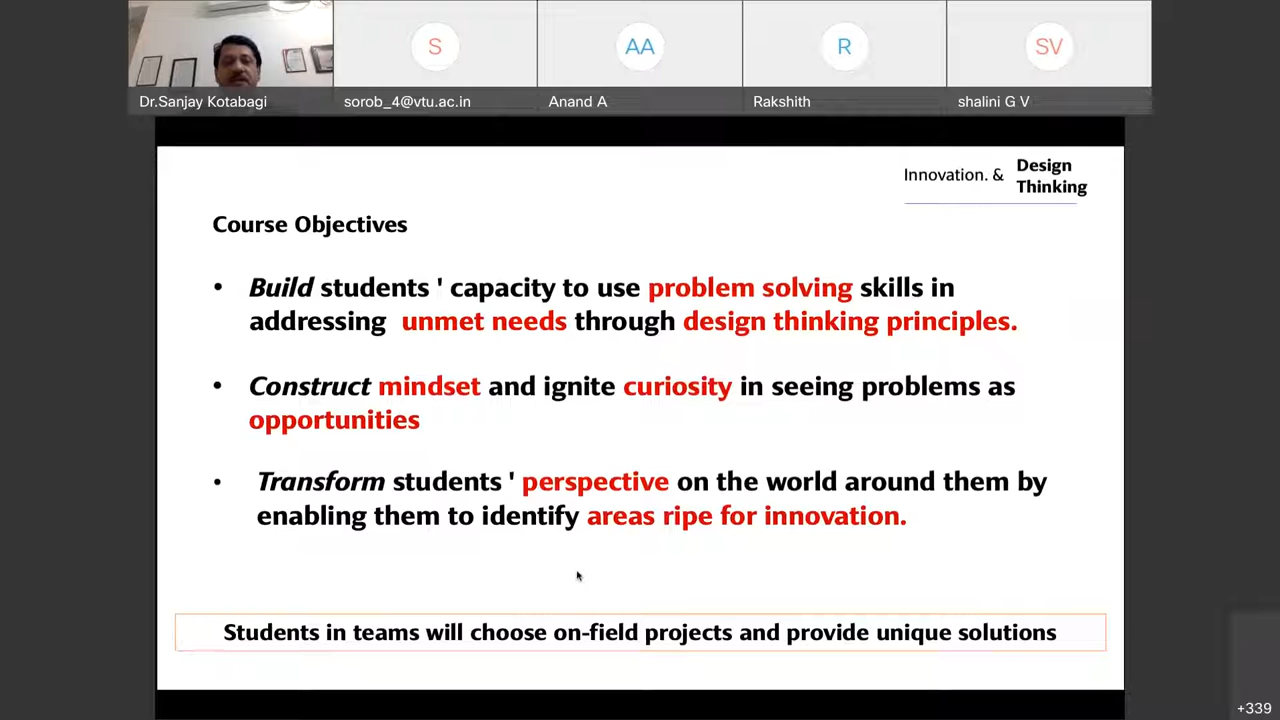 S
AA
R
SV
Dr.Sanjay Kotabagi
sorob_4@vtu.ac.in
Anand A
Rakshith
shalini G V
Innovation. & Design
Thinking
Course Objectives
• Build students ' capacity to use problem solving skills in
addressing unmet needs through design thinking principles.
• Construct mindset and ignite curiosity in seeing problems as
opportunities
• Transform students ' perspective on the world around them by
enabling them to identify areas ripe for innovation.
Students in teams will choose on-field projects and provide unique solutions
+339